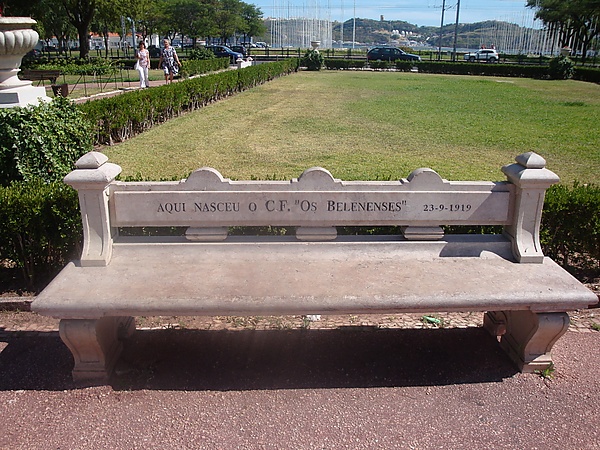 AQUI NASCEU O C F. "OS BELENENSES" 23-9-1919